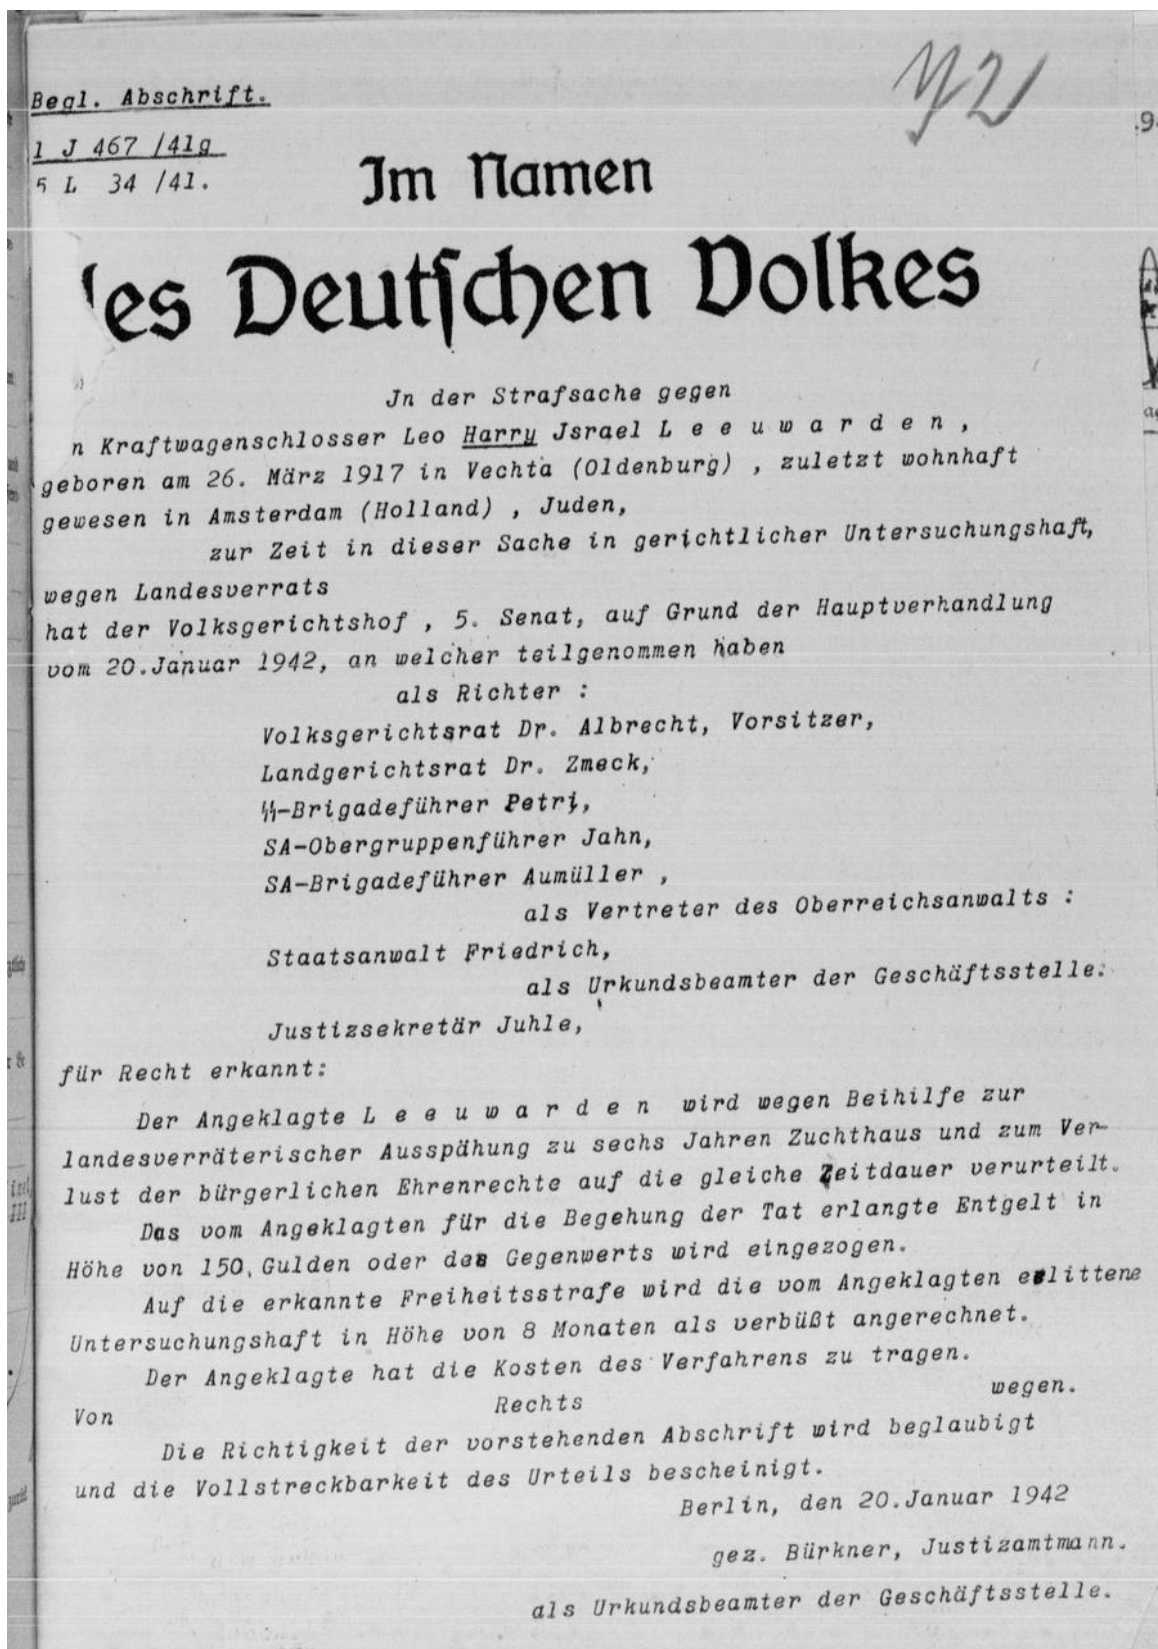 Begl. Abschrift.
1 J 467 /41g
5 L 34 /41.
Im Namen
des Deutschen Volkes
Jn der Strafsache gegen
n Kraftwagenschlosser Leo Harry Jsrael L e e u w a r d e n ,
geboren am 26. März 1917 in Vechta (Oldenburg) , zuletzt wohnhaft
gewesen in Amsterdam (Holland) , Juden,
zur Zeit in dieser Sache in gerichtlicher Untersuchungshaft,
wegen Landesverrats
hat der Volksgerichtshof , 5. Senat, auf Grund der Hauptverhandlung
vom 20.Januar 1942, an welcher teilgenommen haben
als Richter :
Volksgerichtsrat Dr. Albrecht, Vorsitzer,
Landgerichtsrat Dr. Zmeck,
SS-Brigadeführer Petri,
SA-Obergruppenführer Jahn,
SA-Brigadeführer Aumüller ,
als Vertreter des Oberreichsanwalts :
Staatsanwalt Friedrich,
als Urkundsbeamter der Geschäftsstelle:
Justizsekretär Juhle,
für Recht erkannt:
Der Angeklagte L e e u w a r d e n wird wegen Beihilfe zur
landesverräterischer Ausspähung zu sechs Jahren Zuchthaus und zum Ver-
lust der bürgerlichen Ehrenrechte auf die gleiche Zeitdauer verurteilt.
Das vom Angeklagten für die Begehung der Tat erlangte Entgelt in
Höhe von 150 Gulden oder des Gegenwerts wird eingezogen.
Auf die erkannte Freiheitsstrafe wird die vom Angeklagten erlittene
Untersuchungshaft in Höhe von 8 Monaten als verbüßt angerechnet.
Der Angeklagte hat die Kosten des Verfahrens zu tragen.
Von Rechts wegen.
Die Richtigkeit der vorstehenden Abschrift wird beglaubigt
und die Vollstreckbarkeit des Urteils bescheinigt.
Berlin, den 20.Januar 1942
gez. Bürkner, Justizamtmann.
als Urkundsbeamter der Geschäftsstelle.